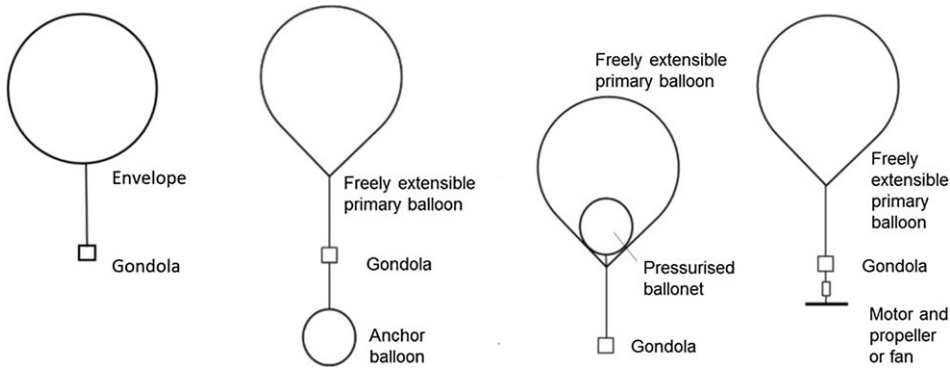 Envelope
Gondola
Freely extensible
primary balloon
Gondola
Anchor
balloon
Freely extensible
primary balloon
Pressurised
ballonet
Gondola
Freely
extensible
primary
balloon
Gondola
Motor and
propeller
or fan